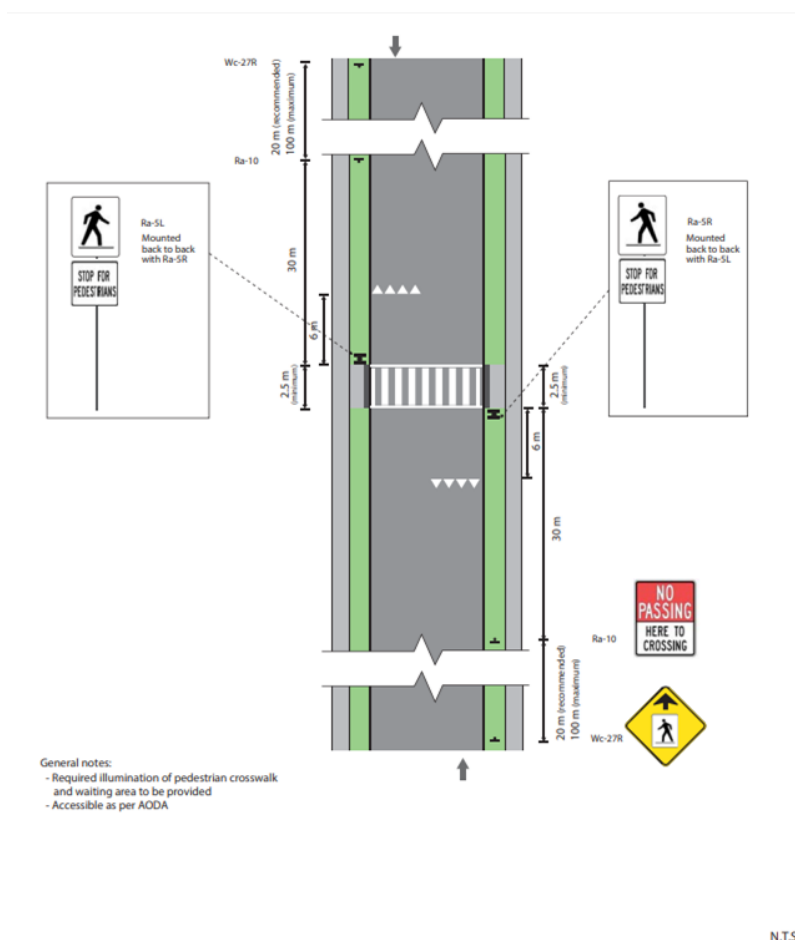 Wc-27R
20 m (recommended)
100 m (maximum)
Ra-10
30 m
6 m
2.5 m
(minimum)
Ra-5L
Mounted
back to back
with Ra-5R
STOP FOR
PEDESTRIANS
Ra-5R
Mounted
back to back
with Ra-5L
STOP FOR
PEDESTRIANS
2.5 m
(minimum)
6 m
30 m
Ra-10
NO
PASSING
HERE TO
CROSSING
20 m (recommended)
100 m (maximum)
Wc-27R
General notes:
- Required illumination of pedestrian crosswalk
and waiting area to be provided
- Accessible as per AODA
N.T.S